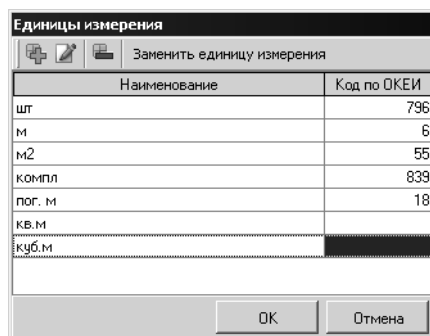 Единицы измерения
Заменить единицу измерения
Наименование Код по ОКЕИ
шт 796
м 6
м2 55
компл 839
пог. м 18
кв.м
куб.м
ОК Отмена